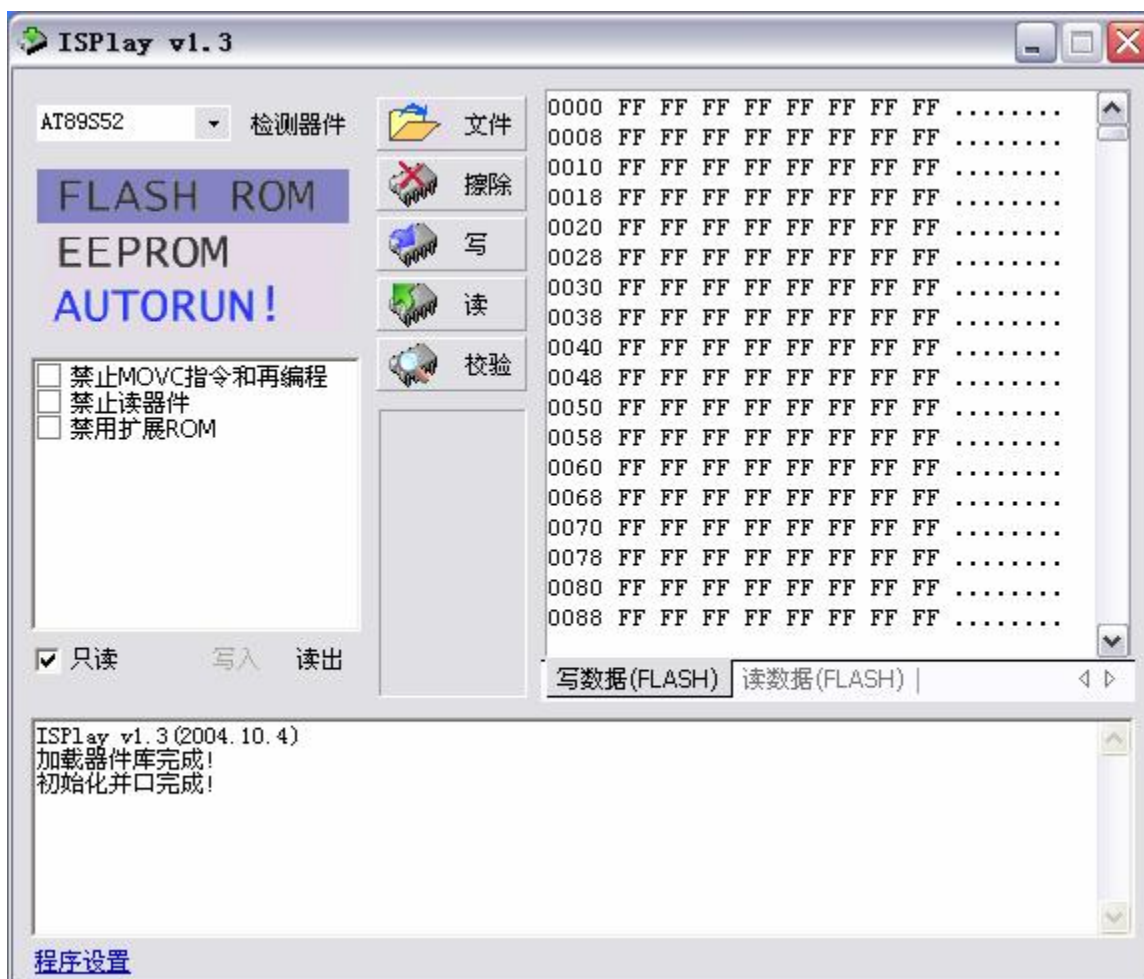 ISPlay v1.3
AT89S52
检测器件
FLASH ROM
EEPROM
AUTORUN!
禁止MOVC指令和再编程
禁止读器件
禁用扩展ROM
只读
写入
读出
文件
擦除
写
读
校验
0000 FF FF FF FF FF FF FF FF ........
0008 FF FF FF FF FF FF FF FF ........
0010 FF FF FF FF FF FF FF FF ........
0018 FF FF FF FF FF FF FF FF ........
0020 FF FF FF FF FF FF FF FF ........
0028 FF FF FF FF FF FF FF FF ........
0030 FF FF FF FF FF FF FF FF ........
0038 FF FF FF FF FF FF FF FF ........
0040 FF FF FF FF FF FF FF FF ........
0048 FF FF FF FF FF FF FF FF ........
0050 FF FF FF FF FF FF FF FF ........
0058 FF FF FF FF FF FF FF FF ........
0060 FF FF FF FF FF FF FF FF ........
0068 FF FF FF FF FF FF FF FF ........
0070 FF FF FF FF FF FF FF FF ........
0078 FF FF FF FF FF FF FF FF ........
0080 FF FF FF FF FF FF FF FF ........
0088 FF FF FF FF FF FF FF FF ........
写数据(FLASH)
读数据(FLASH)
ISPlay v1.3(2004.10.4)
加载器件库完成!
初始化并口完成!
程序设置